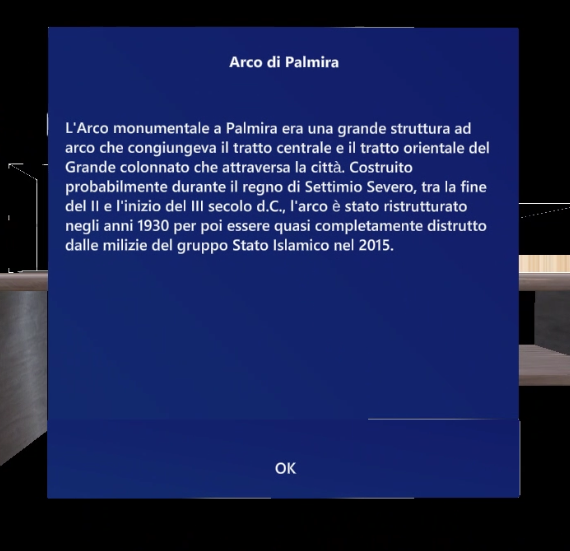 Arco di Palmira
L'Arco monumentale a Palmira era una grande struttura ad
arco che congiungeva il tratto centrale e il tratto orientale del
Grande colonnato che attraversa la città. Costruito
probabilmente durante il regno di Settimio Severo, tra la fine
del II e l'inizio del III secolo d.C., l'arco è stato ristrutturato
negli anni 1930 per poi essere quasi completamente distrutto
dalle milizie del gruppo Stato Islamico nel 2015.
OK